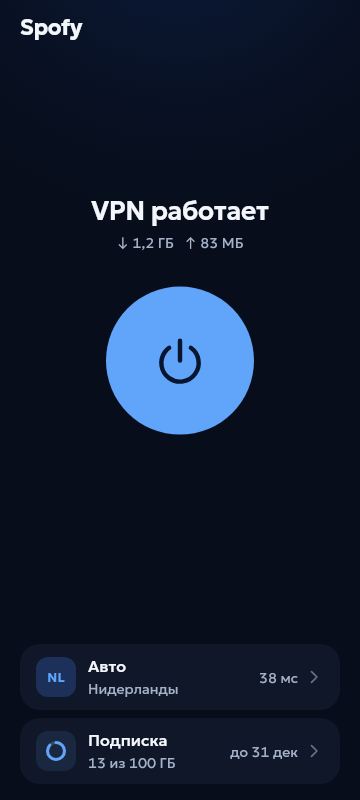 Spofy
VPN работает
↓ 1,2 ГБ ↑ 83 МБ
NL
Авто
Нидерланды
38 мс
Подписка
13 из 100 ГБ
до 31 дек